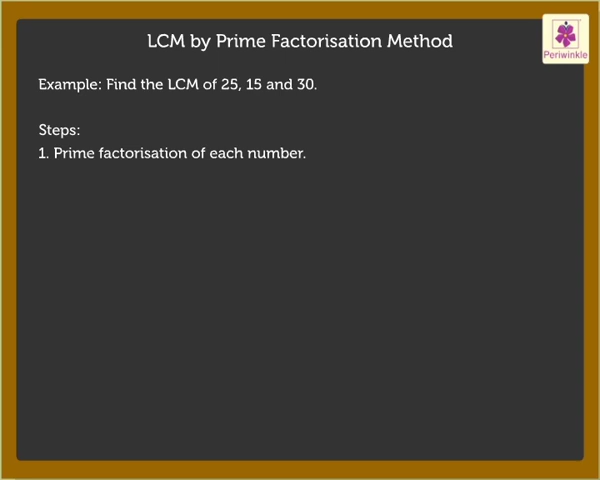 LCM by Prime Factorisation Method
Periwinkle
Example: Find the LCM of 25, 15 and 30.
Steps:
1. Prime factorisation of each number.